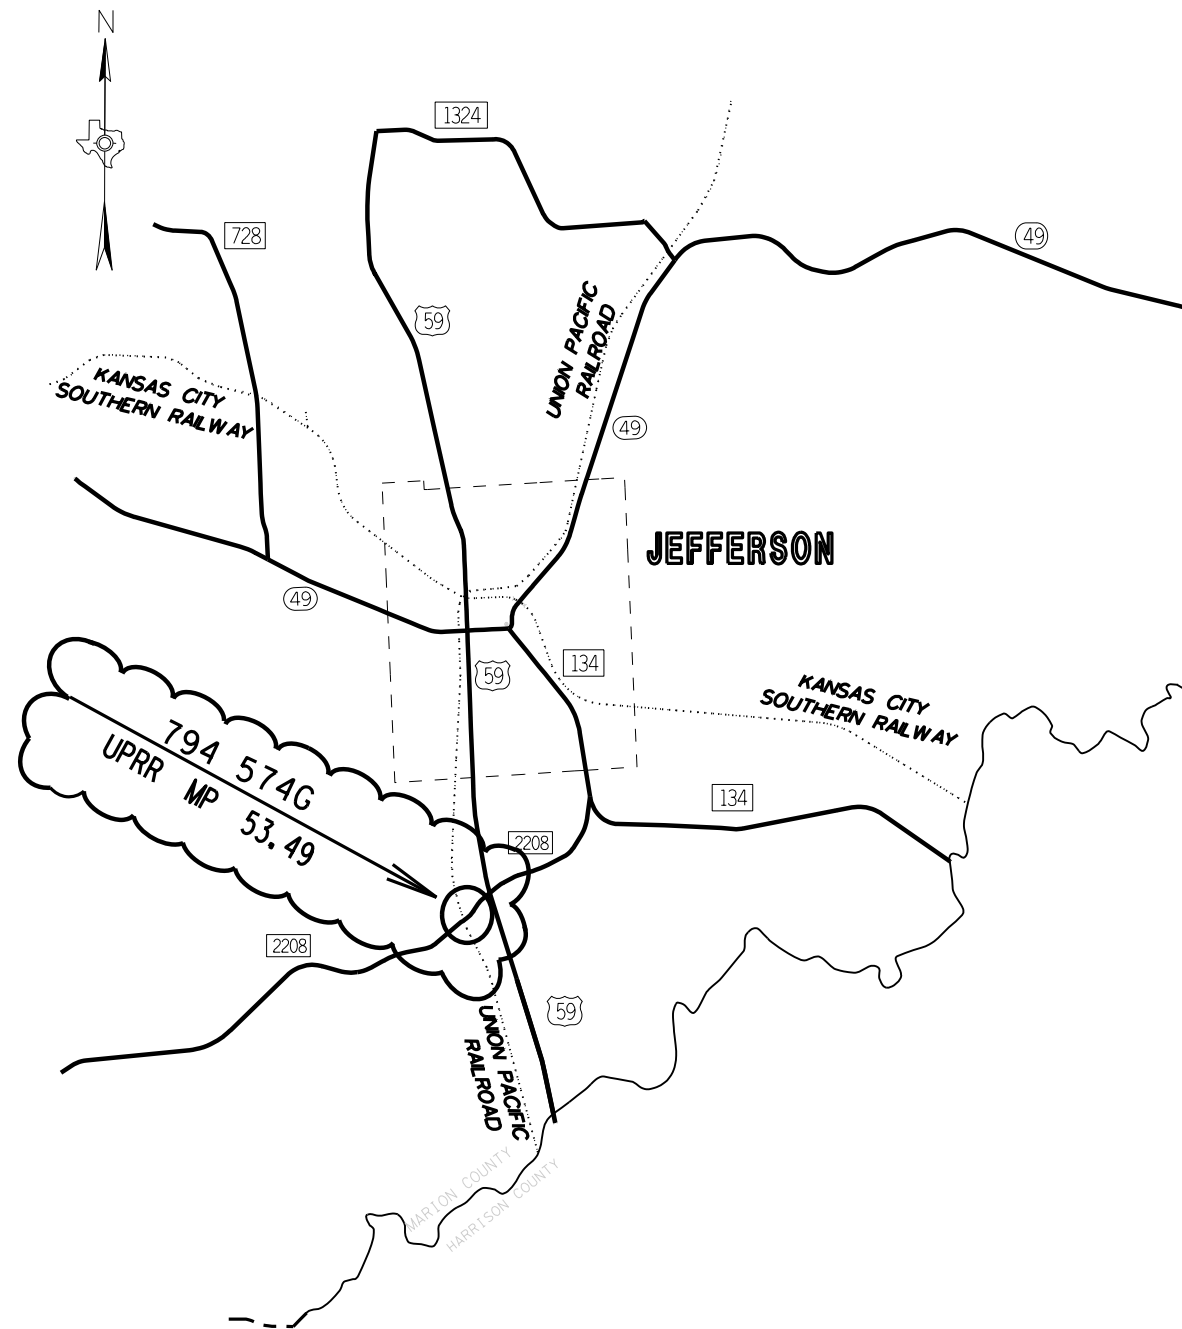 N
1324
728
49
59
UNION PACIFIC
RAILROAD
KANSAS CITY
SOUTHERN RAILWAY
49
JEFFERSON
49
134
59
KANSAS CITY
SOUTHERN RAILWAY
794 574G
UPRR MP 53.49
134
2208
2208
59
UNION PACIFIC
RAILROAD
MARION COUNTY
HARRISON COUNTY